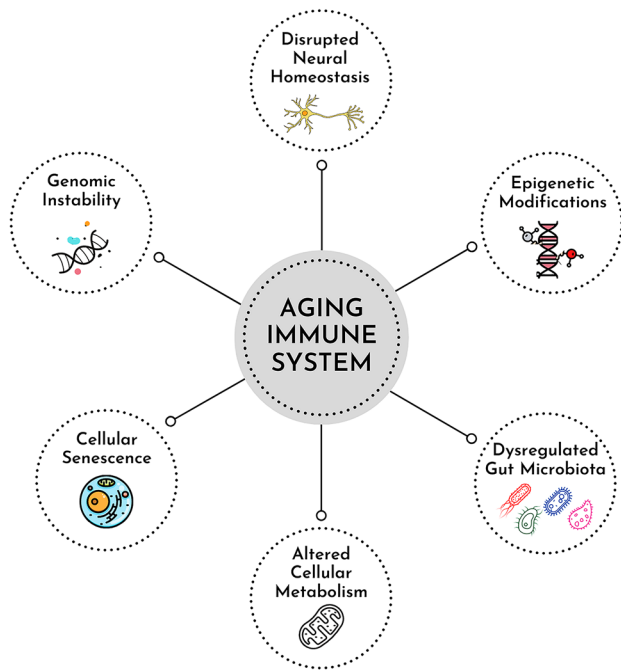 Disrupted
Neural
Homeostasis
Genomic
Instability
Epigenetic
Modifications
AGING
IMMUNE
SYSTEM
Cellular
Senescence
Dysregulated
Gut Microbiota
Altered
Cellular
Metabolism